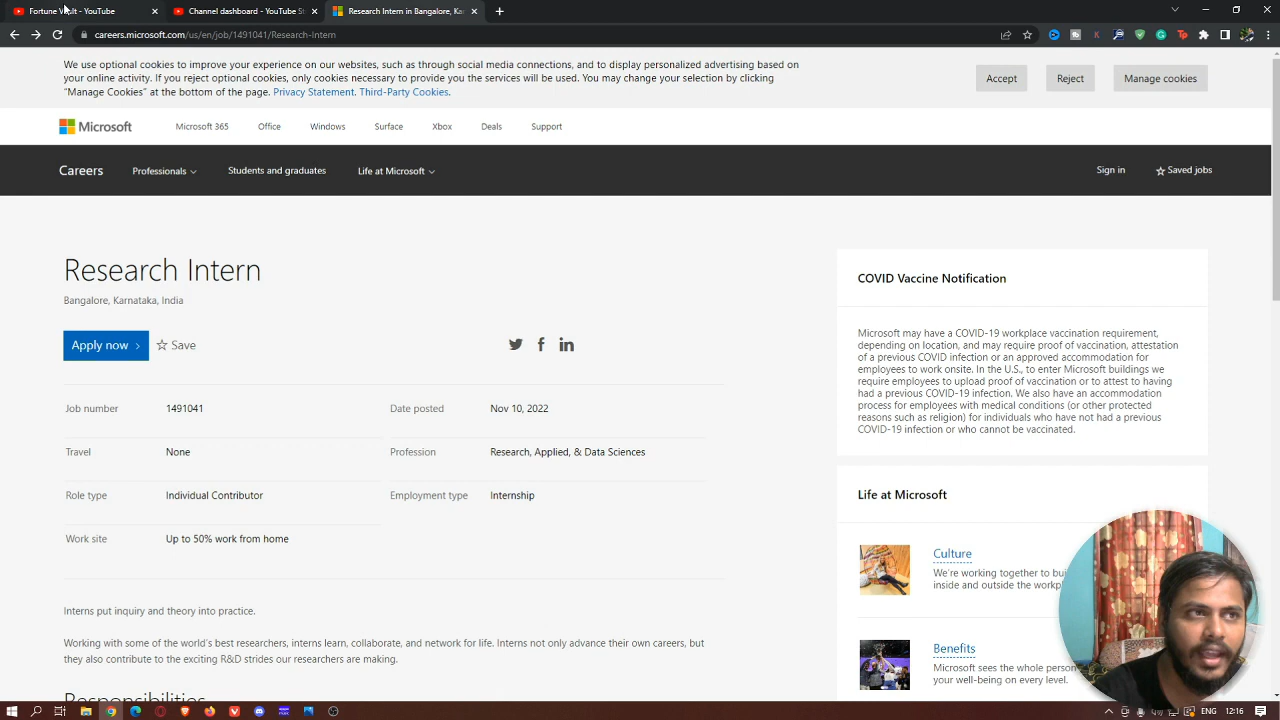 Fortune Vault - YouTube
Channel dashboard - YouTube St
Research Intern in Bangalore, Kar
careers.microsoft.com/us/en/job/1491041/Research-Intern
We use optional cookies to improve your experience on our websites, such as through social media connections, and to display personalized advertising based on
your online activity. If you reject optional cookies, only cookies necessary to provide you the services will be used. You may change your selection by clicking
“Manage Cookies” at the bottom of the page. Privacy Statement. Third-Party Cookies.
Accept
Reject
Manage cookies
Microsoft
Microsoft 365
Office
Windows
Surface
Xbox
Deals
Support
Careers
Professionals
Students and graduates
Life at Microsoft
Sign in
Saved jobs
Research Intern
Bangalore, Karnataka, India
Apply now
Save
Job number
1491041
Date posted
Nov 10, 2022
Travel
None
Profession
Research, Applied, & Data Sciences
Role type
Individual Contributor
Employment type
Internship
Work site
Up to 50% work from home
Interns put inquiry and theory into practice.
Working with some of the world's best researchers, interns learn, collaborate, and network for life. Interns not only advance their own careers, but
they also contribute to the exciting R&D strides our researchers are making.
Responsibilities
COVID Vaccine Notification
Microsoft may have a COVID-19 workplace vaccination requirement,
depending on location, and may require proof of vaccination, attestation
of a previous COVID infection or an approved accommodation for
employees to work onsite. In the U.S., to enter Microsoft buildings we
require employees to upload proof of vaccination or to attest to having
had a previous COVID-19 infection. We also have an accommodation
process for employees with medical conditions (or other protected
reasons such as religion) for individuals who have not had a previous
COVID-19 infection or who cannot be vaccinated.
Life at Microsoft
Culture
We're working together to bui
inside and outside the workp
Benefits
Microsoft sees the whole person
your well-being on every level.
ENG
12:16